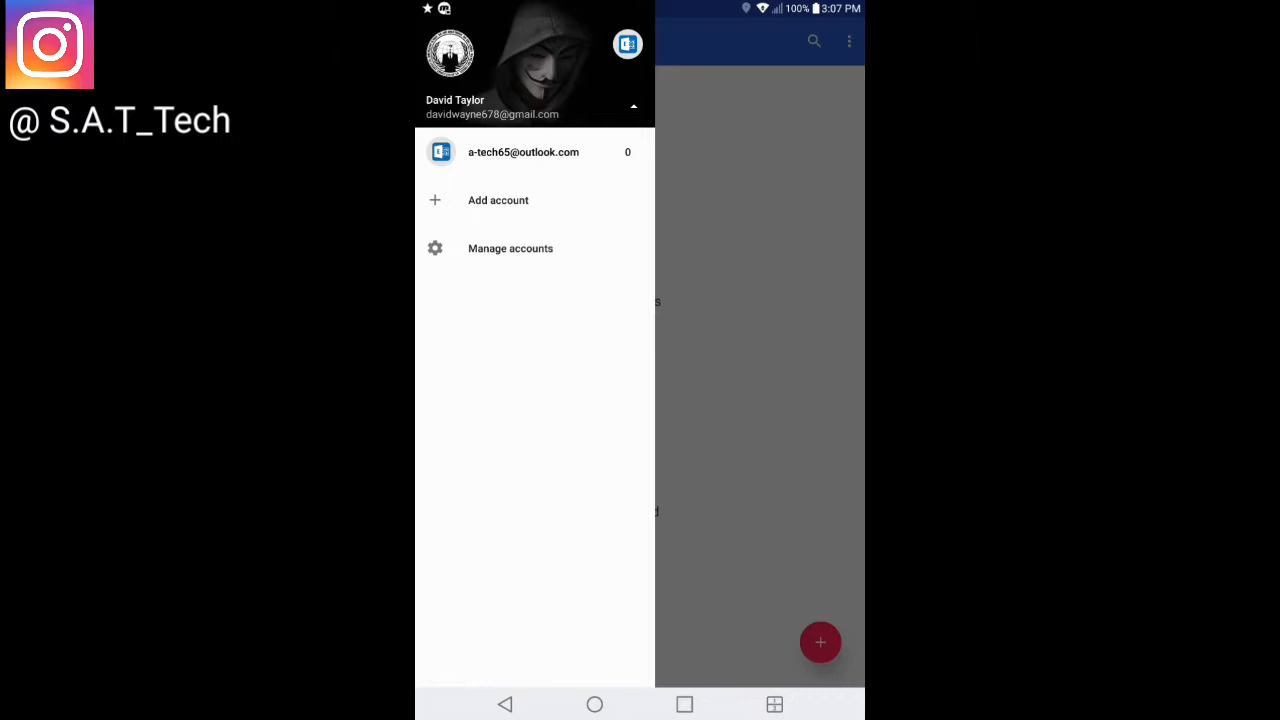 @ S.A.T_Tech
100% 3:07 PM
David Taylor
davidwayne678@gmail.com
a-tech65@outlook.com 0
Add account
Manage accounts
s
d